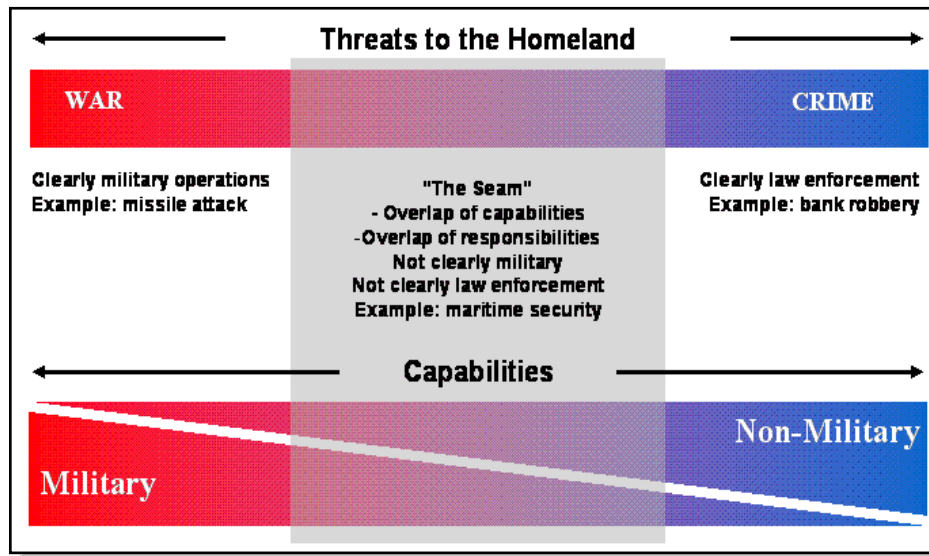 Threats to the Homeland
WAR
CRIME
Clearly military operations
Example: missile attack
"The Seam"
- Overlap of capabilities
-Overlap of responsibilities
Not clearly military
Not clearly law enforcement
Example: maritime security
Clearly law enforcement
Example: bank robbery
Capabilities
Military
Non-Military